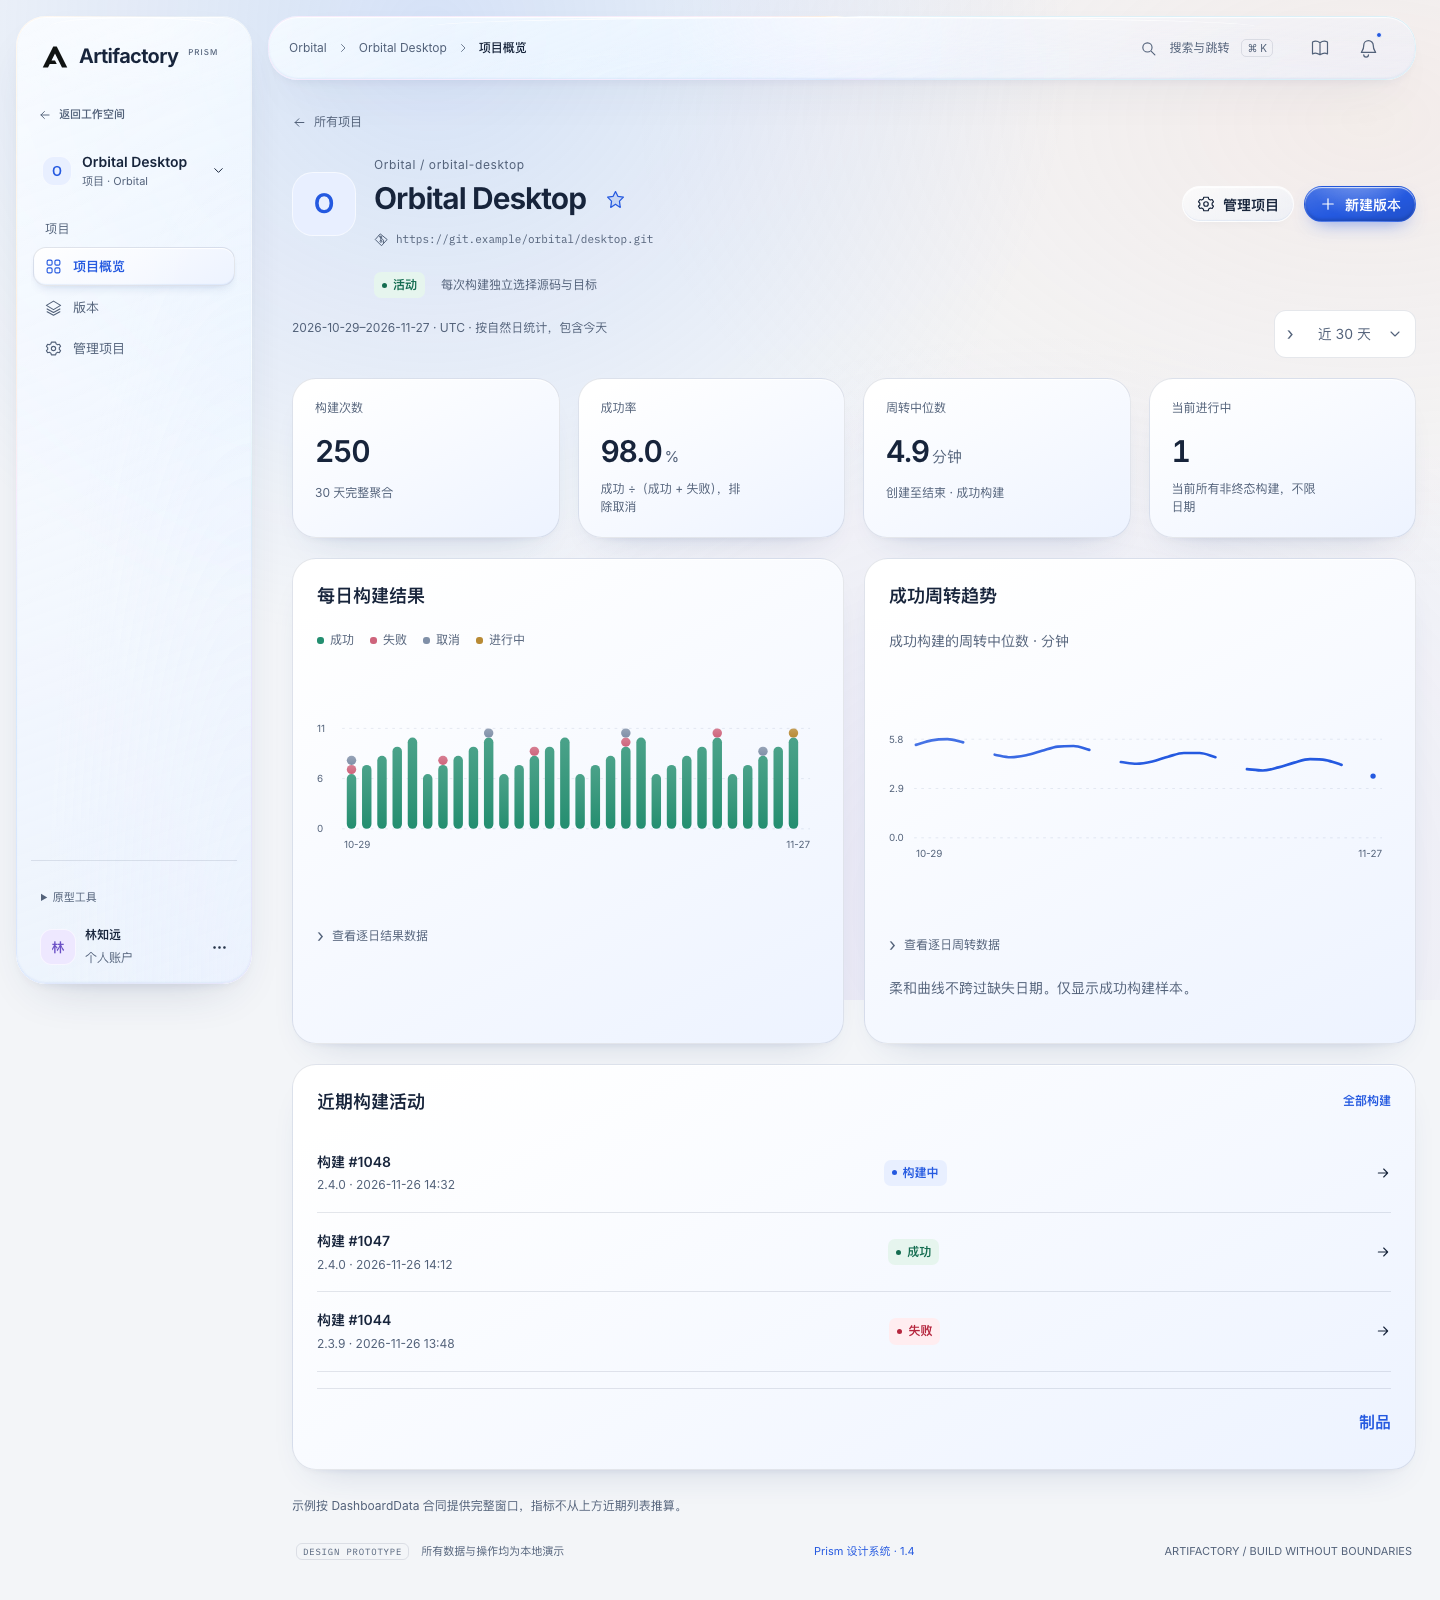 Artifactory PRISM
返回工作空间
O
Orbital Desktop
项目 · Orbital
项目
项目概览
版本
管理项目
原型工具
林
林知远
个人账户
Orbital
Orbital Desktop
项目概览
搜索与跳转
⌘ K
所有项目
O
Orbital / orbital-desktop
Orbital Desktop
https://git.example/orbital/desktop.git
活动
每次构建独立选择源码与目标
管理项目
新建版本
2026-10-29–2026-11-27 · UTC · 按自然日统计，包含今天
近 30 天
构建次数
250
30 天完整聚合
成功率
98.0%
成功 ÷（成功 + 失败），排
除取消
周转中位数
4.9分钟
创建至结束 · 成功构建
当前进行中
1
当前所有非终态构建，不限
日期
每日构建结果
成功
失败
取消
进行中
11
6
0
10-29
11-27
查看逐日结果数据
成功周转趋势
成功构建的周转中位数 · 分钟
5.8
2.9
0.0
10-29
11-27
查看逐日周转数据
柔和曲线不跨过缺失日期。仅显示成功构建样本。
近期构建活动
全部构建
构建 #1048
2.4.0 · 2026-11-26 14:32
构建中
构建 #1047
2.4.0 · 2026-11-26 14:12
成功
构建 #1044
2.3.9 · 2026-11-26 13:48
失败
制品
示例按 DashboardData 合同提供完整窗口，指标不从上方近期列表推算。
DESIGN PROTOTYPE
所有数据与操作均为本地演示
Prism 设计系统 · 1.4
ARTIFACTORY / BUILD WITHOUT BOUNDARIES